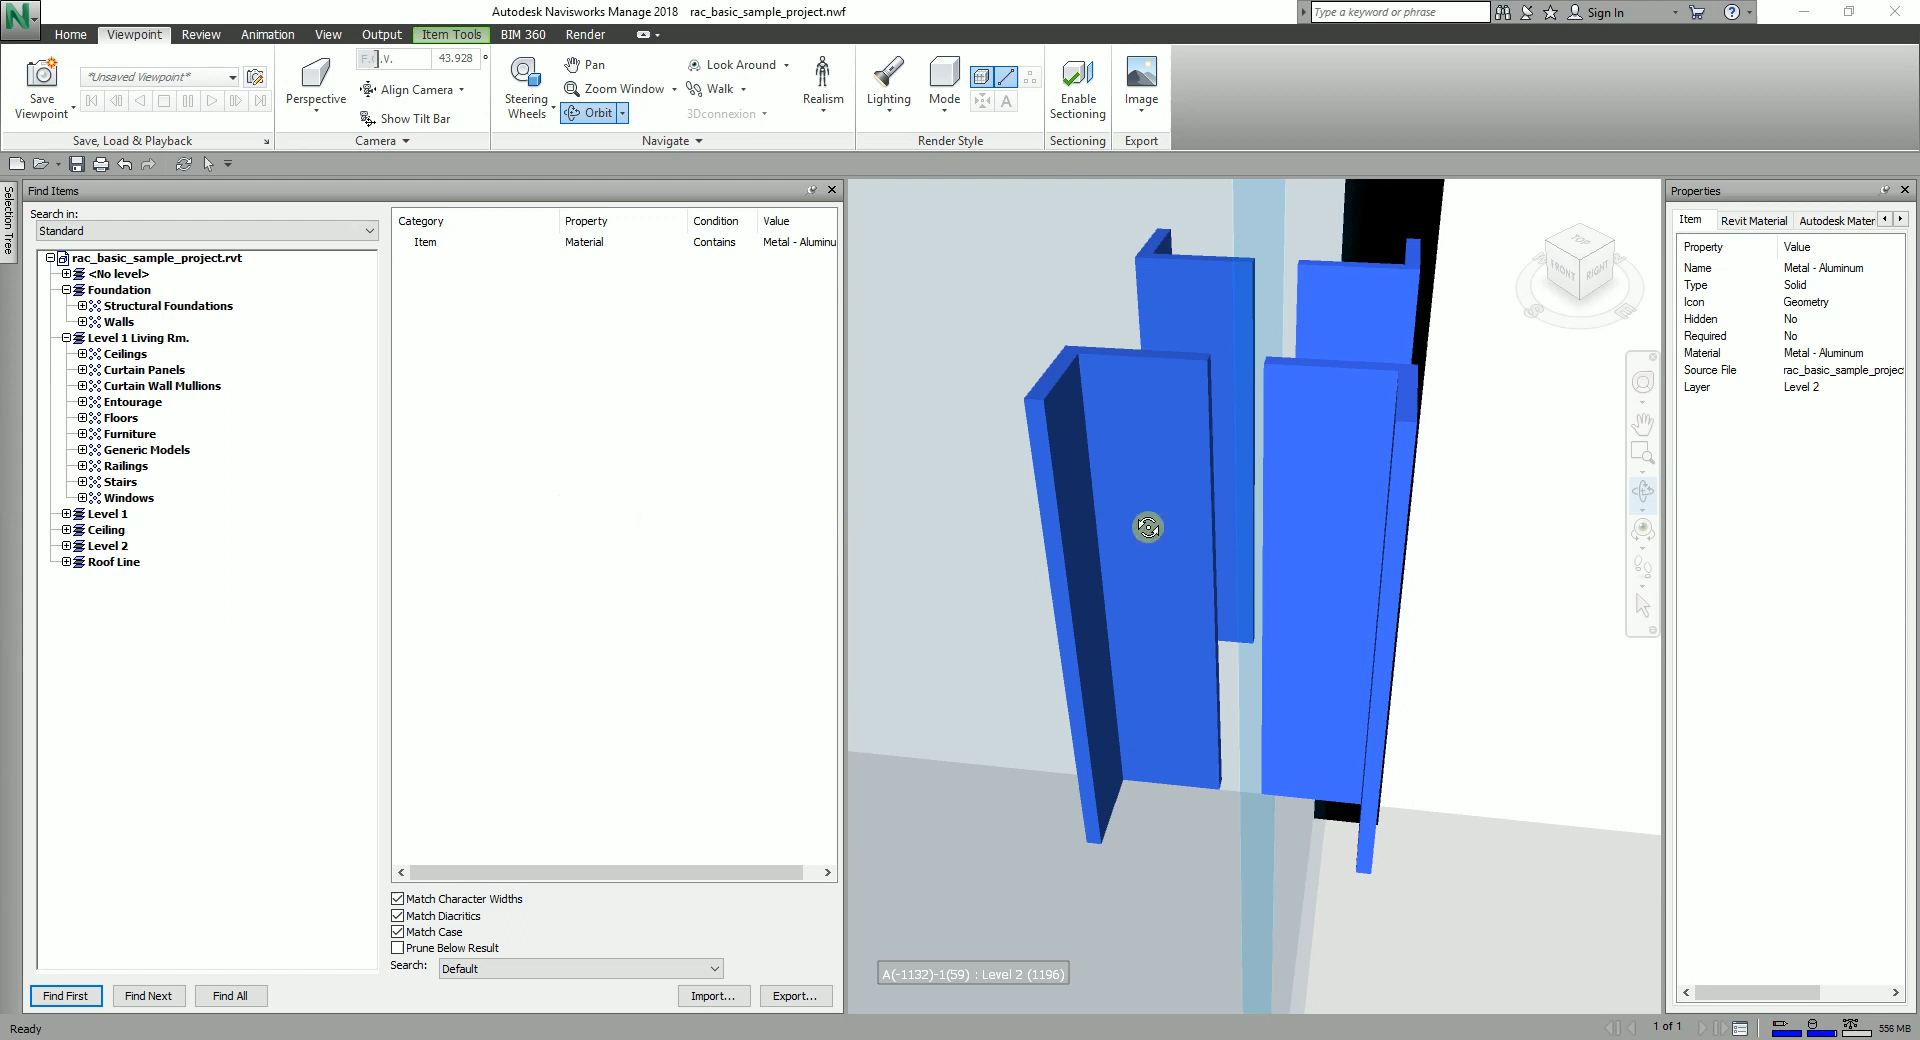 Autodesk Navisworks Manage 2018 rac_basic_sample_project.nwf
Type a keyword or phrase
Sign In
Home Viewpoint Review Animation View Output Item Tools BIM 360 Render
Save Viewpoint
*Unsaved Viewpoint*
Perspective
F.O.V. 43.928 °
Align Camera
Show Tilt Bar
Steering Wheels
Pan
Zoom Window
Orbit
Look Around
Walk
3Dconnexion
Realism
Lighting
Mode
Enable Sectioning
Image
Save, Load & Playback
Camera
Navigate
Render Style
Sectioning
Export
Selection Tree
Find Items
Search in:
Standard
rac_basic_sample_project.rvt
<No level>
Foundation
Structural Foundations
Walls
Level 1 Living Rm.
Ceilings
Curtain Panels
Curtain Wall Mullions
Entourage
Floors
Furniture
Generic Models
Railings
Stairs
Windows
Level 1
Ceiling
Level 2
Roof Line
Category Property Condition Value
Item Material Contains Metal - Aluminu
Match Character Widths
Match Diacritics
Match Case
Prune Below Result
Search: Default
Find First Find Next Find All Import... Export...
TOP
FRONT
RIGHT
S
E
A(-1132)-1(59) : Level 2 (1196)
Properties
Item Revit Material Autodesk Mater
Property Value
Name Metal - Aluminum
Type Solid
Icon Geometry
Hidden No
Required No
Material Metal - Aluminum
Source File rac_basic_sample_projec
Layer Level 2
Ready
1 of 1
556 MB